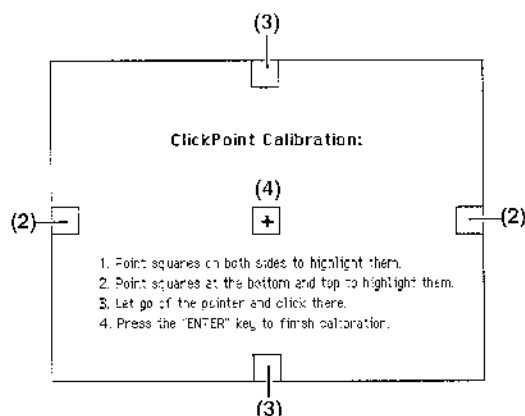 (3)
ClickPoint Calibration:
(4)
(2)
(2)
1. Point squares on both sides to highlight them.
2. Point squares at the bottom and top to highlight them.
3. Let go of the pointer and click there.
4. Press the "ENTER" key to finish calibration.
(3)